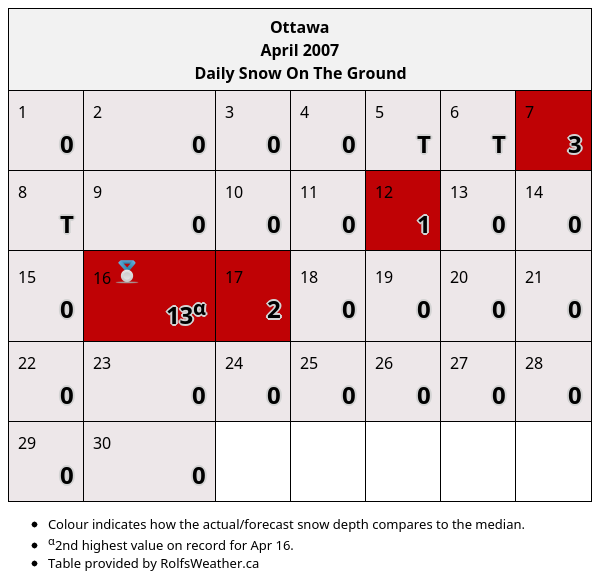 Ottawa
April 2007
Daily Snow On The Ground
1 2 3 4 5 6 7
0 0 0 0 T T 3
8 9 10 11 12 13 14
T 0 0 0 1 0 0
15 16 17 18 19 20 21
0 13α 2 0 0 0 0
22 23 24 25 26 27 28
0 0 0 0 0 0 0
29 30
0 0
• Colour indicates how the actual/forecast snow depth compares to the median.
• α2nd highest value on record for Apr 16.
• Table provided by RolfsWeather.ca